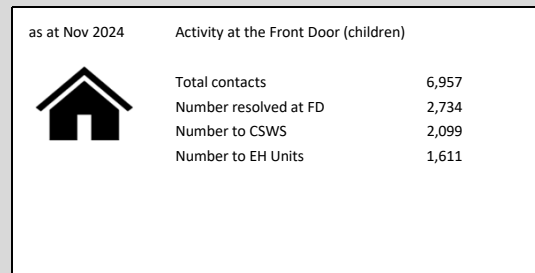 as at Nov 2024 Activity at the Front Door (children)
Total contacts 6,957
Number resolved at FD 2,734
Number to CSWS 2,099
Number to EH Units 1,611